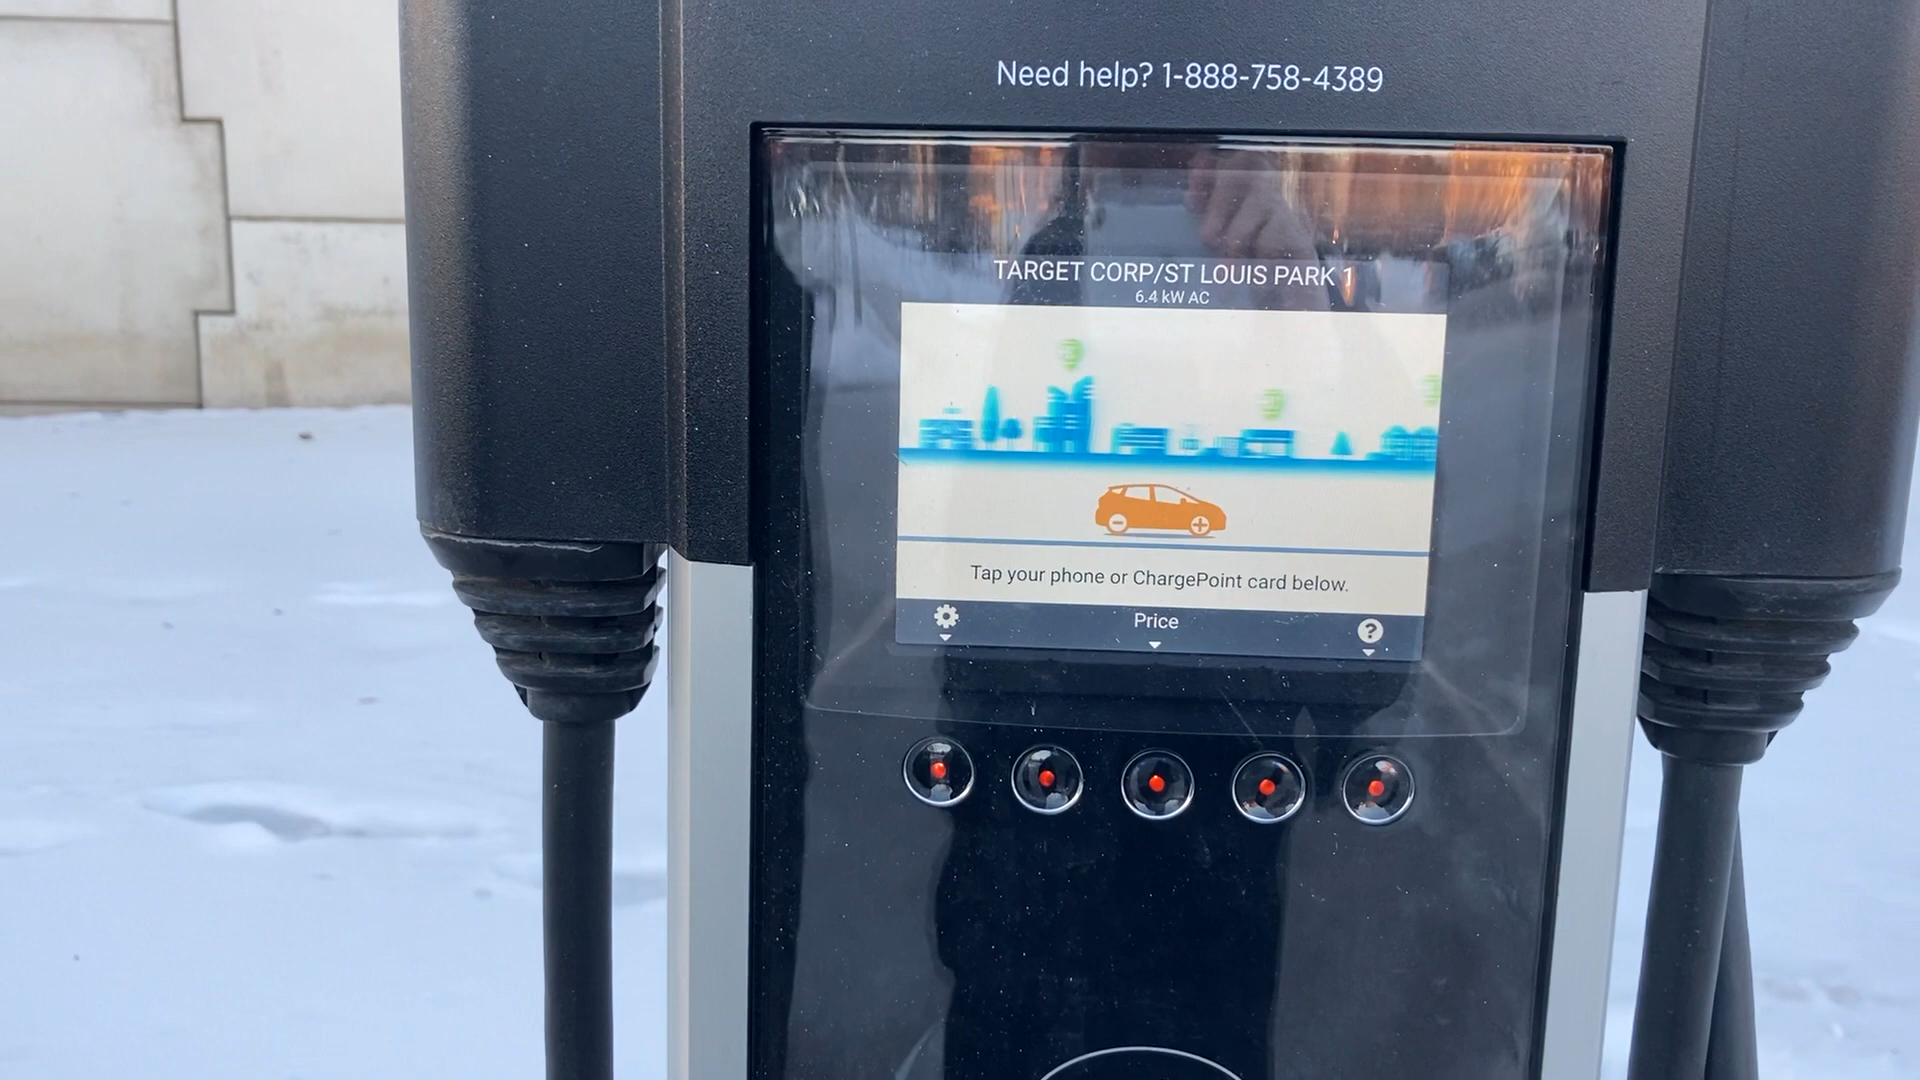 Need help? 1-888-758-4389
TARGET CORP/ST LOUIS PARK 1
6.4 kW AC
Tap your phone or ChargePoint card below.
Price
?